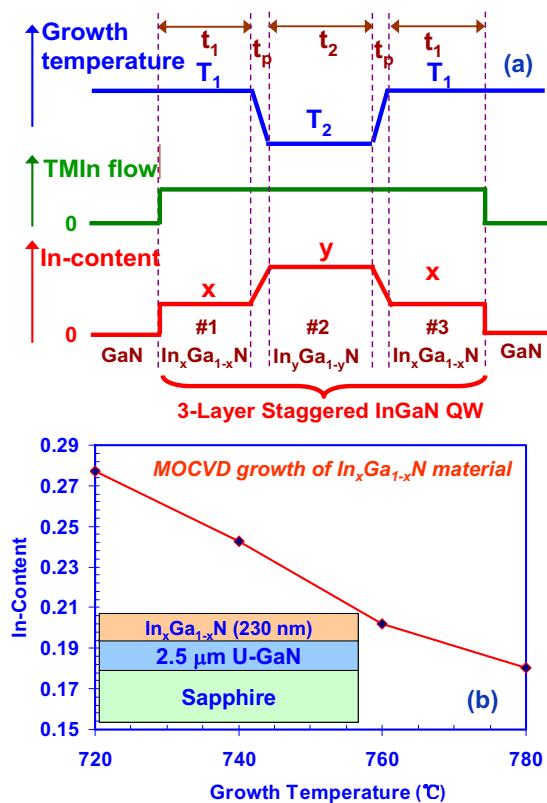 t₁ t₂ t₁
Growth temperature tₚ tₚ (a)
T₁ T₁
T₂
TMIn flow
0
In-content
y
x x
0
#1 #2 #3
GaN InₓGa₁₋ₓN InᵧGa₁₋ᵧN InₓGa₁₋ₓN GaN
3-Layer Staggered InGaN QW
0.29
MOCVD growth of InₓGa₁₋ₓN material
0.27
0.25
0.23
In-Content
0.21
InₓGa₁₋ₓN (230 nm)
0.19
2.5 μm U-GaN
0.17
Sapphire
(b)
0.15
720 740 760 780
Growth Temperature (℃)